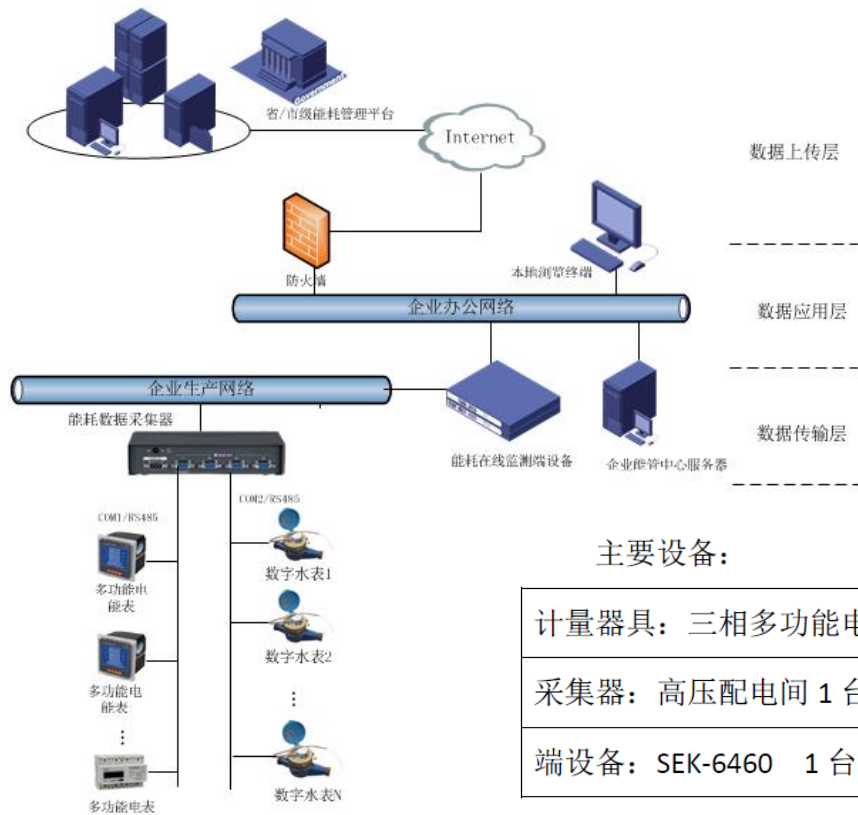 government
省/市级能耗管理平台
Internet
数据上传层
防火墙
本地浏览终端
企业办公网络
数据应用层
企业生产网络
能耗数据采集器
能耗在线监测端设备
企业能管中心服务器
数据传输层
COM1/RS485
COM2/RS485
多功能电
能表
数字水表1
多功能电
能表
数字水表2
⋮
⋮
多功能电表
数字水表N
主要设备：
计量器具：三相多功能电
采集器：高压配电间 1 台
端设备：SEK-6460 1 台